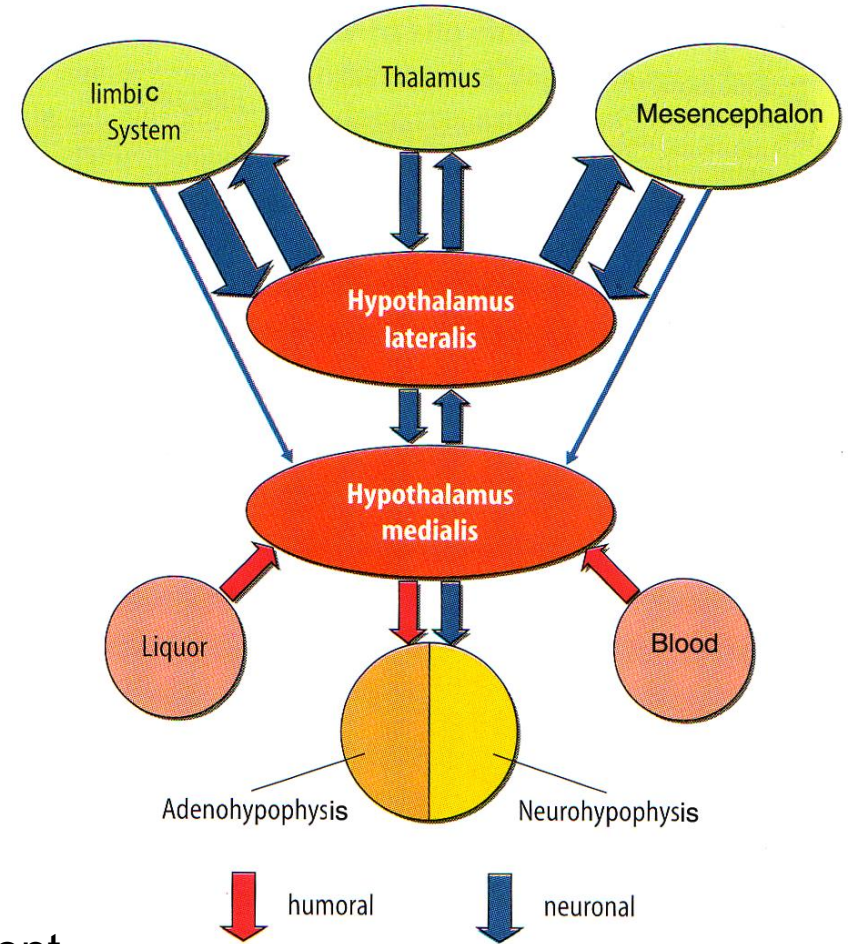 limbic
System
Thalamus
Mesencephalon
Hypothalamus
lateralis
Hypothalamus
medialis
Liquor
Blood
Adenohypophysis
Neurohypophysis
humoral
neuronal